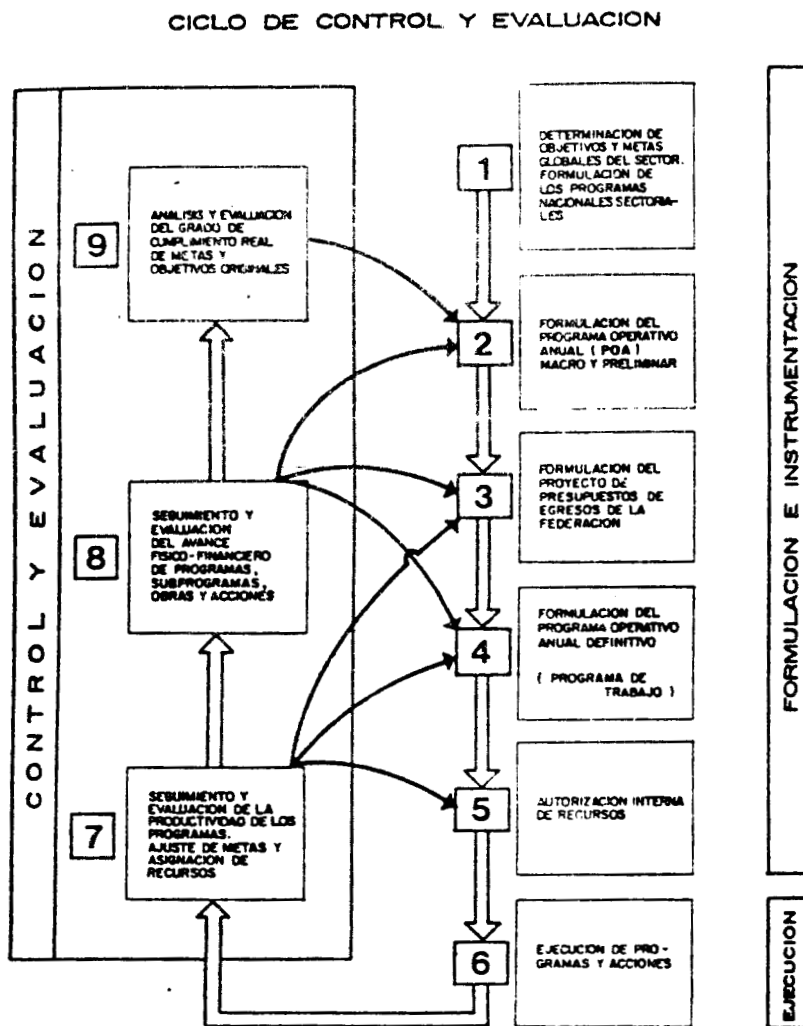 CICLO DE CONTROL Y EVALUACION
CONTROL Y EVALUACION
9
ANALISIS Y EVALUACION
DEL GRADO DE
CUMPLIMIENTO REAL
DE METAS Y
OBJETIVOS ORIGINALES
8
SEGUIMIENTO Y
EVALUACION
DEL AVANCE
FISICO-FINANCIERO
DE PROGRAMAS,
SUBPROGRAMAS,
OBRAS Y ACCIONES
7
SEGUIMIENTO Y
EVALUACION DE LA
PRODUCTIVIDAD DE LOS
PROGRAMAS.
AJUSTE DE METAS Y
ASIGNACION DE
RECURSOS
1
DETERMINACION DE
OBJETIVOS Y METAS
GLOBALES DEL SECTOR.
FORMULACION DE
LOS PROGRAMAS
NACIONALES SECTORIA-
LES
2
FORMULACION DEL
PROGRAMA OPERATIVO
ANUAL (POA)
MACRO Y PRELIMINAR
3
FORMULACION DEL
PROYECTO DE
PRESUPUESTOS DE
EGRESOS DE LA
FEDERACION
4
FORMULACION DEL
PROGRAMA OPERATIVO
ANUAL DEFINITIVO
( PROGRAMA DE
TRABAJO )
5
AUTORIZACION INTERNA
DE RECURSOS
6
EJECUCION DE PRO-
GRAMAS Y ACCIONES
FORMULACION E INSTRUMENTACION
EJECUCION